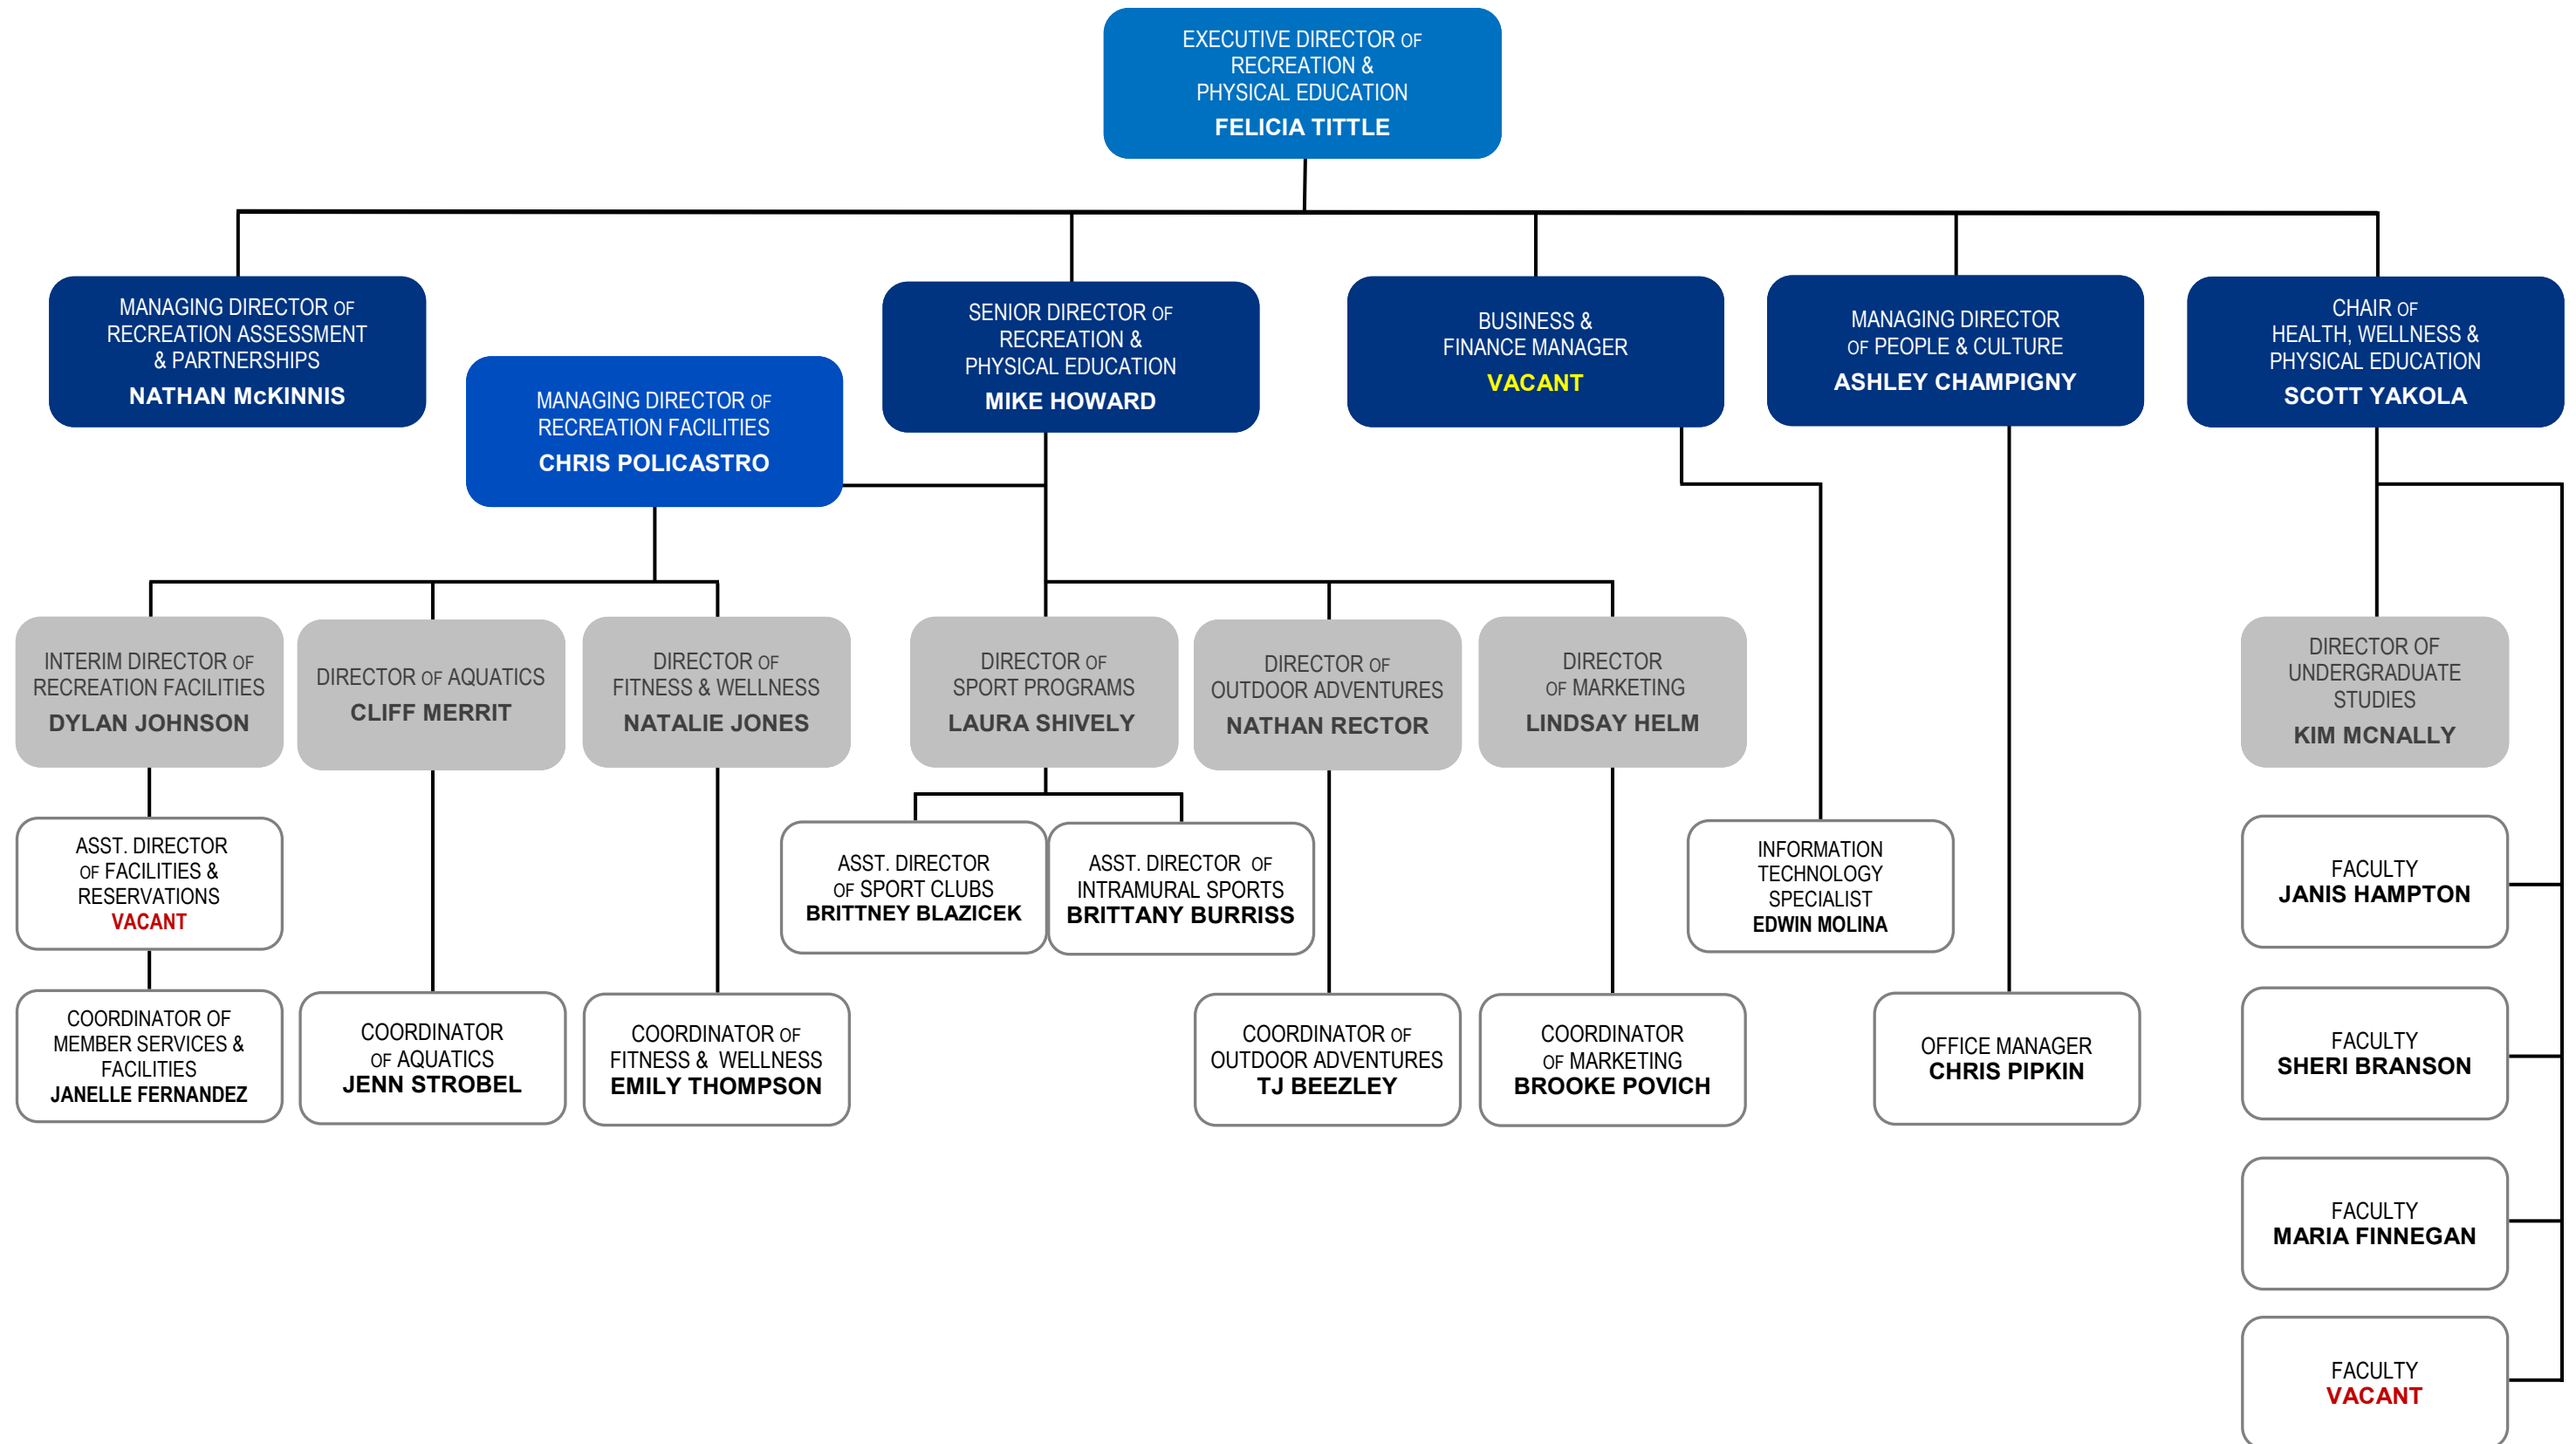 EXECUTIVE DIRECTOR OF
RECREATION &
PHYSICAL EDUCATION
FELICIA TITTLE
MANAGING DIRECTOR OF
RECREATION ASSESSMENT
& PARTNERSHIPS
NATHAN McKINNIS
MANAGING DIRECTOR OF
RECREATION FACILITIES
CHRIS POLICASTRO
SENIOR DIRECTOR OF
RECREATION &
PHYSICAL EDUCATION
MIKE HOWARD
BUSINESS &
FINANCE MANAGER
VACANT
MANAGING DIRECTOR
OF PEOPLE & CULTURE
ASHLEY CHAMPIGNY
CHAIR OF
HEALTH, WELLNESS &
PHYSICAL EDUCATION
SCOTT YAKOLA
INTERIM DIRECTOR OF
RECREATION FACILITIES
DYLAN JOHNSON
DIRECTOR OF AQUATICS
CLIFF MERRIT
DIRECTOR OF
FITNESS & WELLNESS
NATALIE JONES
DIRECTOR OF
SPORT PROGRAMS
LAURA SHIVELY
DIRECTOR OF
OUTDOOR ADVENTURES
NATHAN RECTOR
DIRECTOR
OF MARKETING
LINDSAY HELM
DIRECTOR OF
UNDERGRADUATE
STUDIES
KIM MCNALLY
ASST. DIRECTOR
OF FACILITIES &
RESERVATIONS
VACANT
ASST. DIRECTOR
OF SPORT CLUBS
BRITTNEY BLAZICEK
ASST. DIRECTOR OF
INTRAMURAL SPORTS
BRITTANY BURRISS
INFORMATION
TECHNOLOGY
SPECIALIST
EDWIN MOLINA
FACULTY
JANIS HAMPTON
COORDINATOR OF
MEMBER SERVICES &
FACILITIES
JANELLE FERNANDEZ
COORDINATOR
OF AQUATICS
JENN STROBEL
COORDINATOR OF
FITNESS & WELLNESS
EMILY THOMPSON
COORDINATOR OF
OUTDOOR ADVENTURES
TJ BEEZLEY
COORDINATOR
OF MARKETING
BROOKE POVICH
OFFICE MANAGER
CHRIS PIPKIN
FACULTY
SHERI BRANSON
FACULTY
MARIA FINNEGAN
FACULTY
VACANT